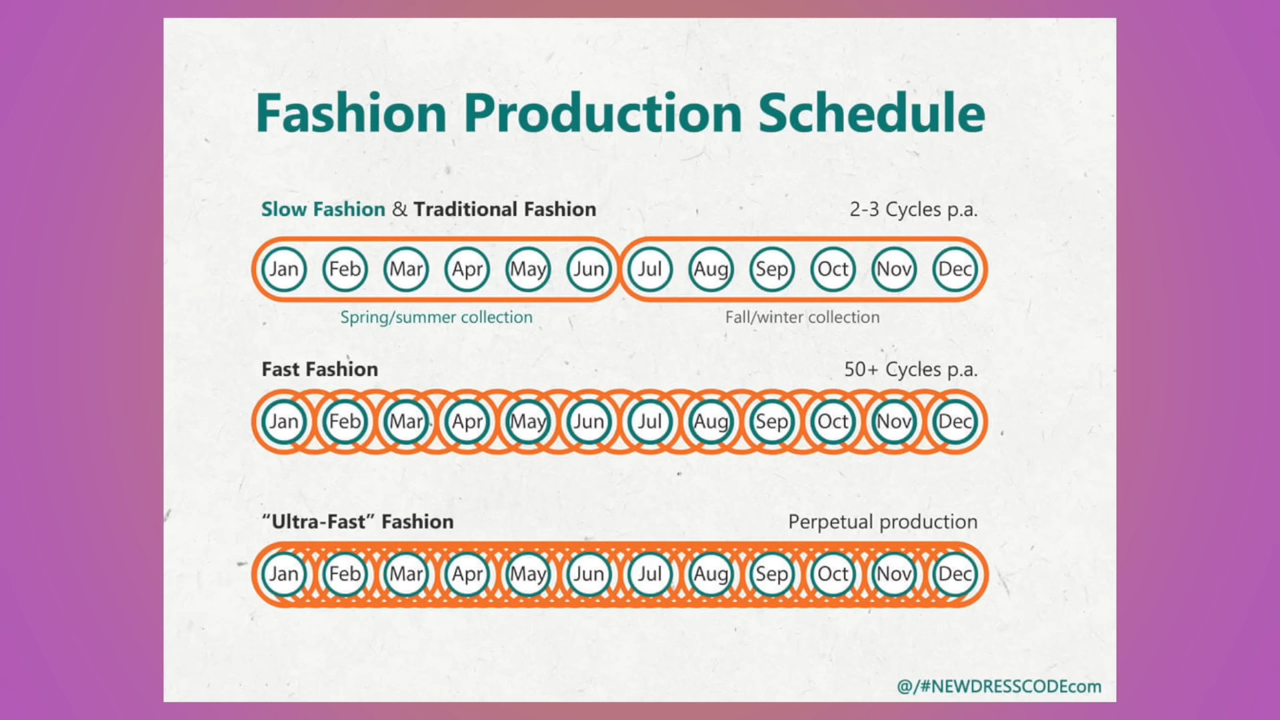 Fashion Production Schedule
Slow Fashion & Traditional Fashion 2-3 Cycles p.a.
Jan Feb Mar Apr May Jun Jul Aug Sep Oct Nov Dec
Spring/summer collection Fall/winter collection
Fast Fashion 50+ Cycles p.a.
Jan Feb Mar Apr May Jun Jul Aug Sep Oct Nov Dec
“Ultra-Fast” Fashion Perpetual production
Jan Feb Mar Apr May Jun Jul Aug Sep Oct Nov Dec
@/#NEWDRESSCODEcom